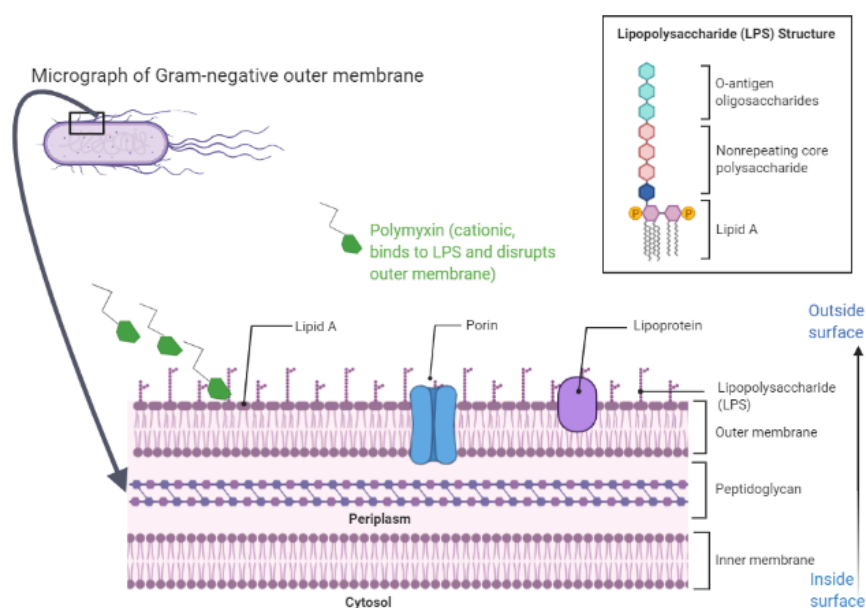 Lipopolysaccharide (LPS) Structure
O-antigen
oligosaccharides
Nonrepeating core
polysaccharide
P
P
Lipid A
Micrograph of Gram-negative outer membrane
Polymyxin (cationic,
binds to LPS and disrupts
outer membrane)
Lipid A
Porin
Lipoprotein
Outside
surface
Lipopolysaccharide
(LPS)
Outer membrane
Peptidoglycan
Periplasm
Inner membrane
Inside
surface
Cytosol